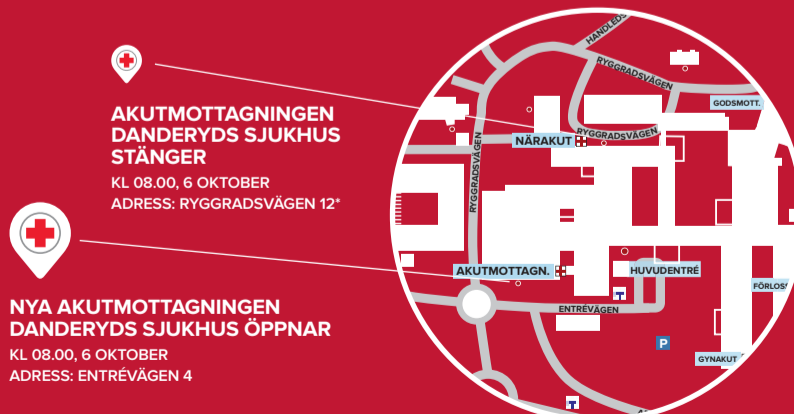 AKUTMOTTAGNINGEN
DANDERYDS SJUKHUS
STÄNGER
KL 08.00, 6 OKTOBER
ADRESS: RYGGRADSVÄGEN 12*
NYA AKUTMOTTAGNINGEN
DANDERYDS SJUKHUS ÖPPNAR
KL 08.00, 6 OKTOBER
ADRESS: ENTRÉVÄGEN 4
HANDLEDS
RYGGRADSVÄGEN
GODSMOTT.
RYGGRADSVÄGEN
NÄRAKUT
RYGGRADSVÄGEN
AKUTMOTTAGN.
HUVUDENTRÉ
FÖRLOSS
T
ENTRÉVÄGEN
P
GYNAKUT
T